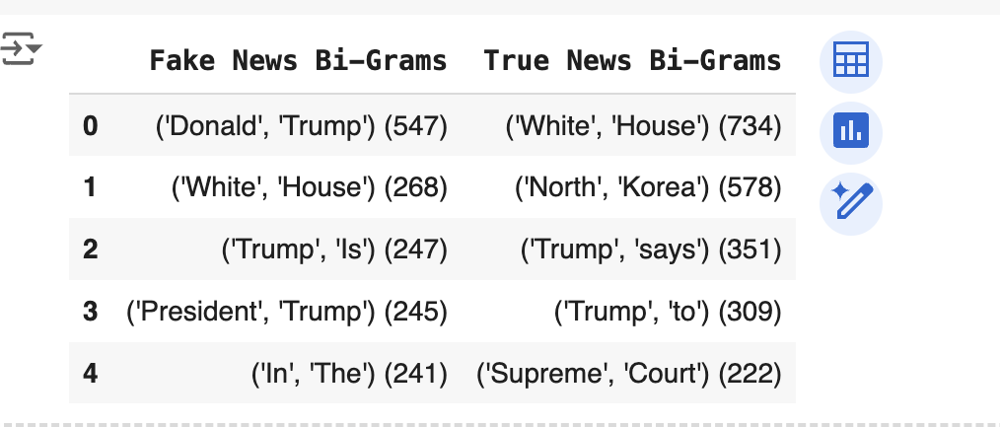 Fake News Bi-Grams True News Bi-Grams
0 ('Donald', 'Trump') (547) ('White', 'House') (734)
1 ('White', 'House') (268) ('North', 'Korea') (578)
2 ('Trump', 'Is') (247) ('Trump', 'says') (351)
3 ('President', 'Trump') (245) ('Trump', 'to') (309)
4 ('In', 'The') (241) ('Supreme', 'Court') (222)